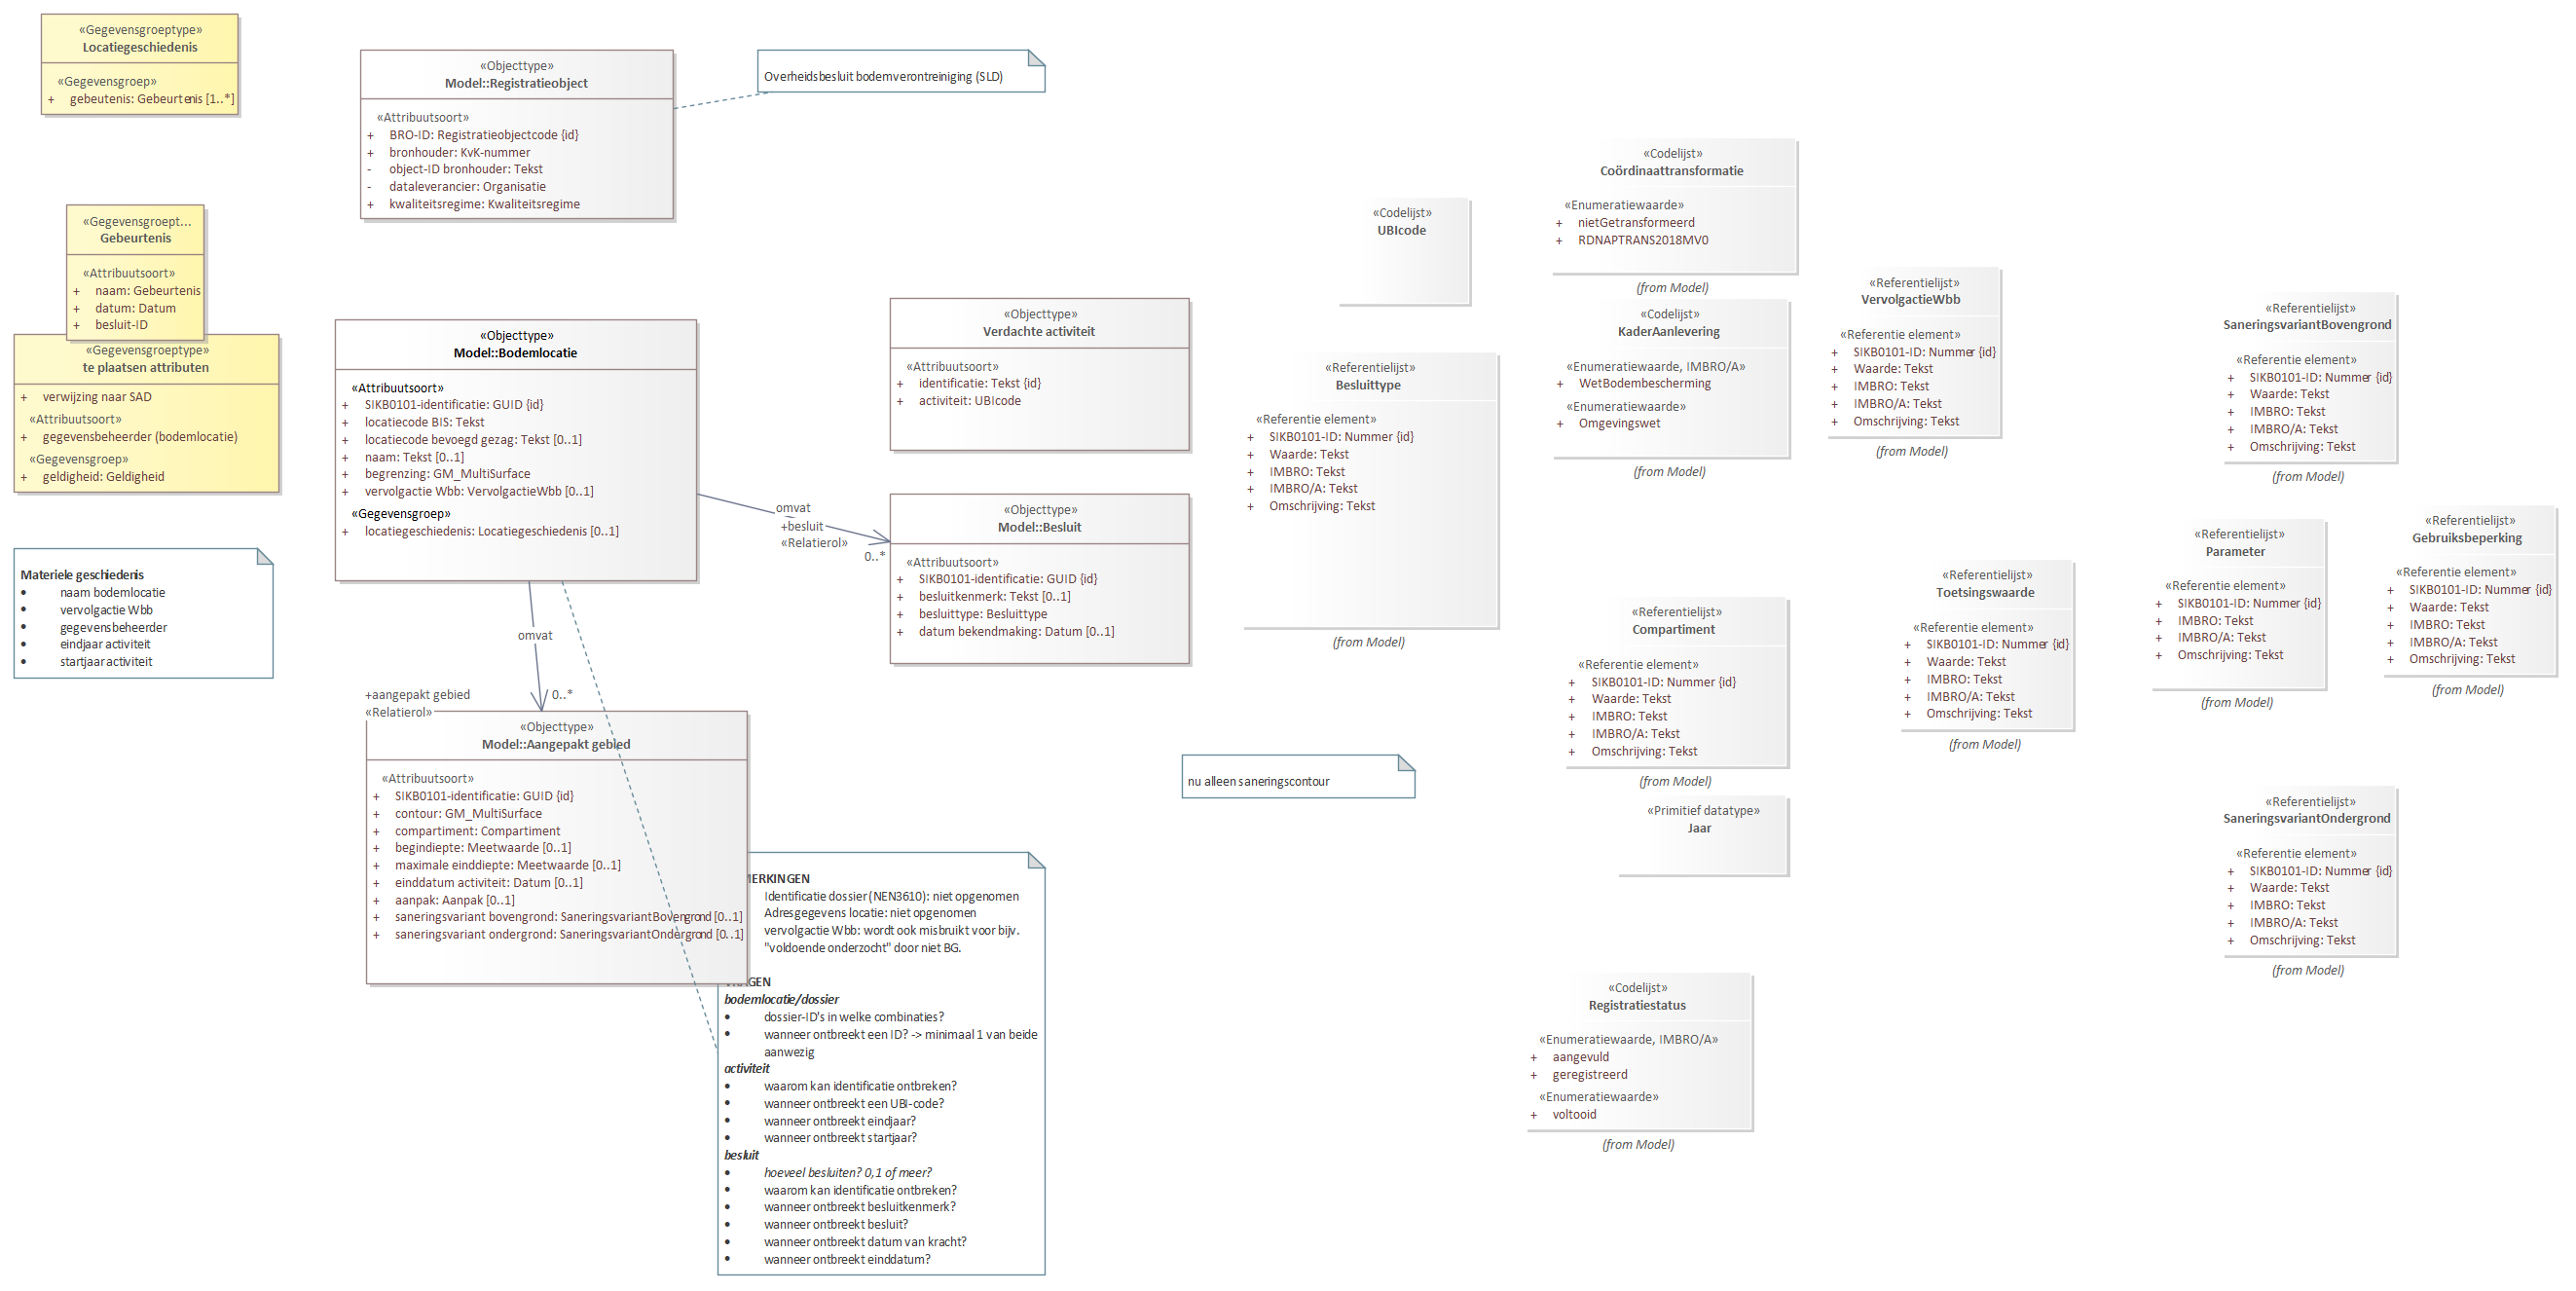 «Gegevensgroeptype»
Locatiegeschiedenis
«Gegevensgroep»
+ gebeutenis: Gebeurtenis [1..*]
«Gegevensgroept...
Gebeurtenis
«Attribuutsoort»
+ naam: Gebeurtenis
+ datum: Datum
+ besluit-ID
«Gegevensgroeptype»
te plaatsen attributen
+ verwijzing naar SAD
«Attribuutsoort»
+ gegevensbeheerder (bodemlocatie)
«Gegevensgroep»
+ geldigheid: Geldigheid
Materiele geschiedenis
• naam bodemlocatie
• vervolgactie Wbb
• gegevensbeheerder
• eindjaar activiteit
• startjaar activiteit
«Objecttype»
Model::Registratieobject
«Attribuutsoort»
+ BRO-ID: Registratieobjectcode {id}
+ bronhouder: KvK-nummer
- object-ID bronhouder: Tekst
- dataleverancier: Organisatie
+ kwaliteitsregime: Kwaliteitsregime
Overheidsbesluit bodemverontreiniging (SLD)
«Objecttype»
Model::Bodemlocatie
«Attribuutsoort»
+ SIKB0101-identificatie: GUID {id}
+ locatiecode BIS: Tekst
+ locatiecode bevoegd gezag: Tekst [0..1]
+ naam: Tekst [0..1]
+ begrenzing: GM_MultiSurface
+ vervolgactie Wbb: VervolgactieWbb [0..1]
«Gegevensgroep»
+ locatiegeschiedenis: Locatiegeschiedenis [0..1]
omvat
+besluit
«Relatierol»
0..*
omvat
+aangepakt gebied
«Relatierol»
0..*
«Objecttype»
Verdachte activiteit
«Attribuutsoort»
+ identificatie: Tekst {id}
+ activiteit: UBIcode
«Objecttype»
Model::Besluit
«Attribuutsoort»
+ SIKB0101-identificatie: GUID {id}
+ besluitkenmerk: Tekst [0..1]
+ besluittype: Besluittype
+ datum bekendmaking: Datum [0..1]
«Objecttype»
Model::Aangepakt gebied
«Attribuutsoort»
+ SIKB0101-identificatie: GUID {id}
+ contour: GM_MultiSurface
+ compartiment: Compartiment
+ begindiepte: Meetwaarde [0..1]
+ maximale einddiepte: Meetwaarde [0..1]
+ einddatum activiteit: Datum [0..1]
+ aanpak: Aanpak [0..1]
+ saneringsvariant bovengrond: SaneringsvariantBovengrond [0..1]
+ saneringsvariant ondergrond: SaneringsvariantOndergrond [0..1]
MERKINGEN
Identificatie dossier (NEN3610): niet opgenomen
Adresgegevens locatie: niet opgenomen
vervolgactie Wbb: wordt ook misbruikt voor bijv.
"voldoende onderzocht" door niet BG.
GEN
bodemlocatie/dossier
• dossier-ID's in welke combinaties?
• wanneer ontbreekt een ID? -> minimaal 1 van beide
aanwezig
activiteit
• waarom kan identificatie ontbreken?
• wanneer ontbreekt een UBI-code?
• wanneer ontbreekt eindjaar?
• wanneer ontbreekt startjaar?
besluit
• hoeveel besluiten? 0,1 of meer?
• waarom kan identificatie ontbreken?
• wanneer ontbreekt besluitkenmerk?
• wanneer ontbreekt besluit?
• wanneer ontbreekt datum van kracht?
• wanneer ontbreekt einddatum?
nu alleen saneringscontour
«Codelijst»
UBIcode
«Referentielijst»
Besluittype
«Referentie element»
+ SIKB0101-ID: Nummer {id}
+ Waarde: Tekst
+ IMBRO: Tekst
+ IMBRO/A: Tekst
+ Omschrijving: Tekst
(from Model)
«Codelijst»
Coördinaattransformatie
«Enumeratiewaarde»
+ nietGetransformeerd
+ RDNAPTRANS2018MV0
(from Model)
«Codelijst»
KaderAanlevering
«Enumeratiewaarde, IMBRO/A»
+ WetBodembescherming
«Enumeratiewaarde»
+ Omgevingswet
(from Model)
«Referentielijst»
VervolgactieWbb
«Referentie element»
+ SIKB0101-ID: Nummer {id}
+ Waarde: Tekst
+ IMBRO: Tekst
+ IMBRO/A: Tekst
+ Omschrijving: Tekst
(from Model)
«Referentielijst»
SaneringsvariantBovengrond
«Referentie element»
+ SIKB0101-ID: Nummer {id}
+ Waarde: Tekst
+ IMBRO: Tekst
+ IMBRO/A: Tekst
+ Omschrijving: Tekst
(from Model)
«Referentielijst»
Compartiment
«Referentie element»
+ SIKB0101-ID: Nummer {id}
+ Waarde: Tekst
+ IMBRO: Tekst
+ IMBRO/A: Tekst
+ Omschrijving: Tekst
(from Model)
«Referentielijst»
Toetsingswaarde
«Referentie element»
+ SIKB0101-ID: Nummer {id}
+ Waarde: Tekst
+ IMBRO: Tekst
+ IMBRO/A: Tekst
+ Omschrijving: Tekst
(from Model)
«Referentielijst»
Parameter
«Referentie element»
+ SIKB0101-ID: Nummer {id}
+ IMBRO: Tekst
+ IMBRO/A: Tekst
+ Omschrijving: Tekst
(from Model)
«Referentielijst»
Gebruiksbeperking
«Referentie element»
+ SIKB0101-ID: Nummer {id}
+ Waarde: Tekst
+ IMBRO: Tekst
+ IMBRO/A: Tekst
+ Omschrijving: Tekst
(from Model)
«Primitief datatype»
Jaar
«Referentielijst»
SaneringsvariantOndergrond
«Referentie element»
+ SIKB0101-ID: Nummer {id}
+ Waarde: Tekst
+ IMBRO: Tekst
+ IMBRO/A: Tekst
+ Omschrijving: Tekst
(from Model)
«Codelijst»
Registratiestatus
«Enumeratiewaarde, IMBRO/A»
+ aangevuld
+ geregistreerd
«Enumeratiewaarde»
+ voltooid
(from Model)